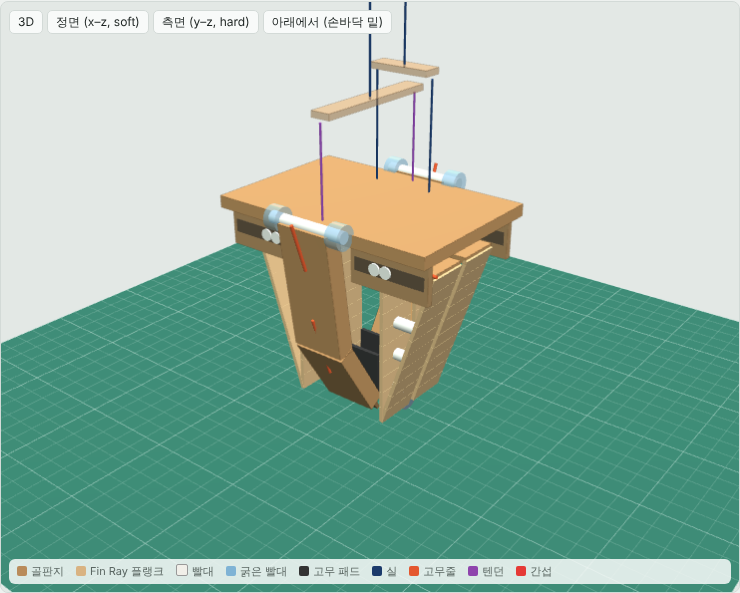 3D 정면 (x–z, soft) 측면 (y–z, hard) 아래에서 (손바닥 밑)
골판지 Fin Ray 플랭크 빨대 굵은 빨대 고무 패드 실 고무줄 텐던 간섭